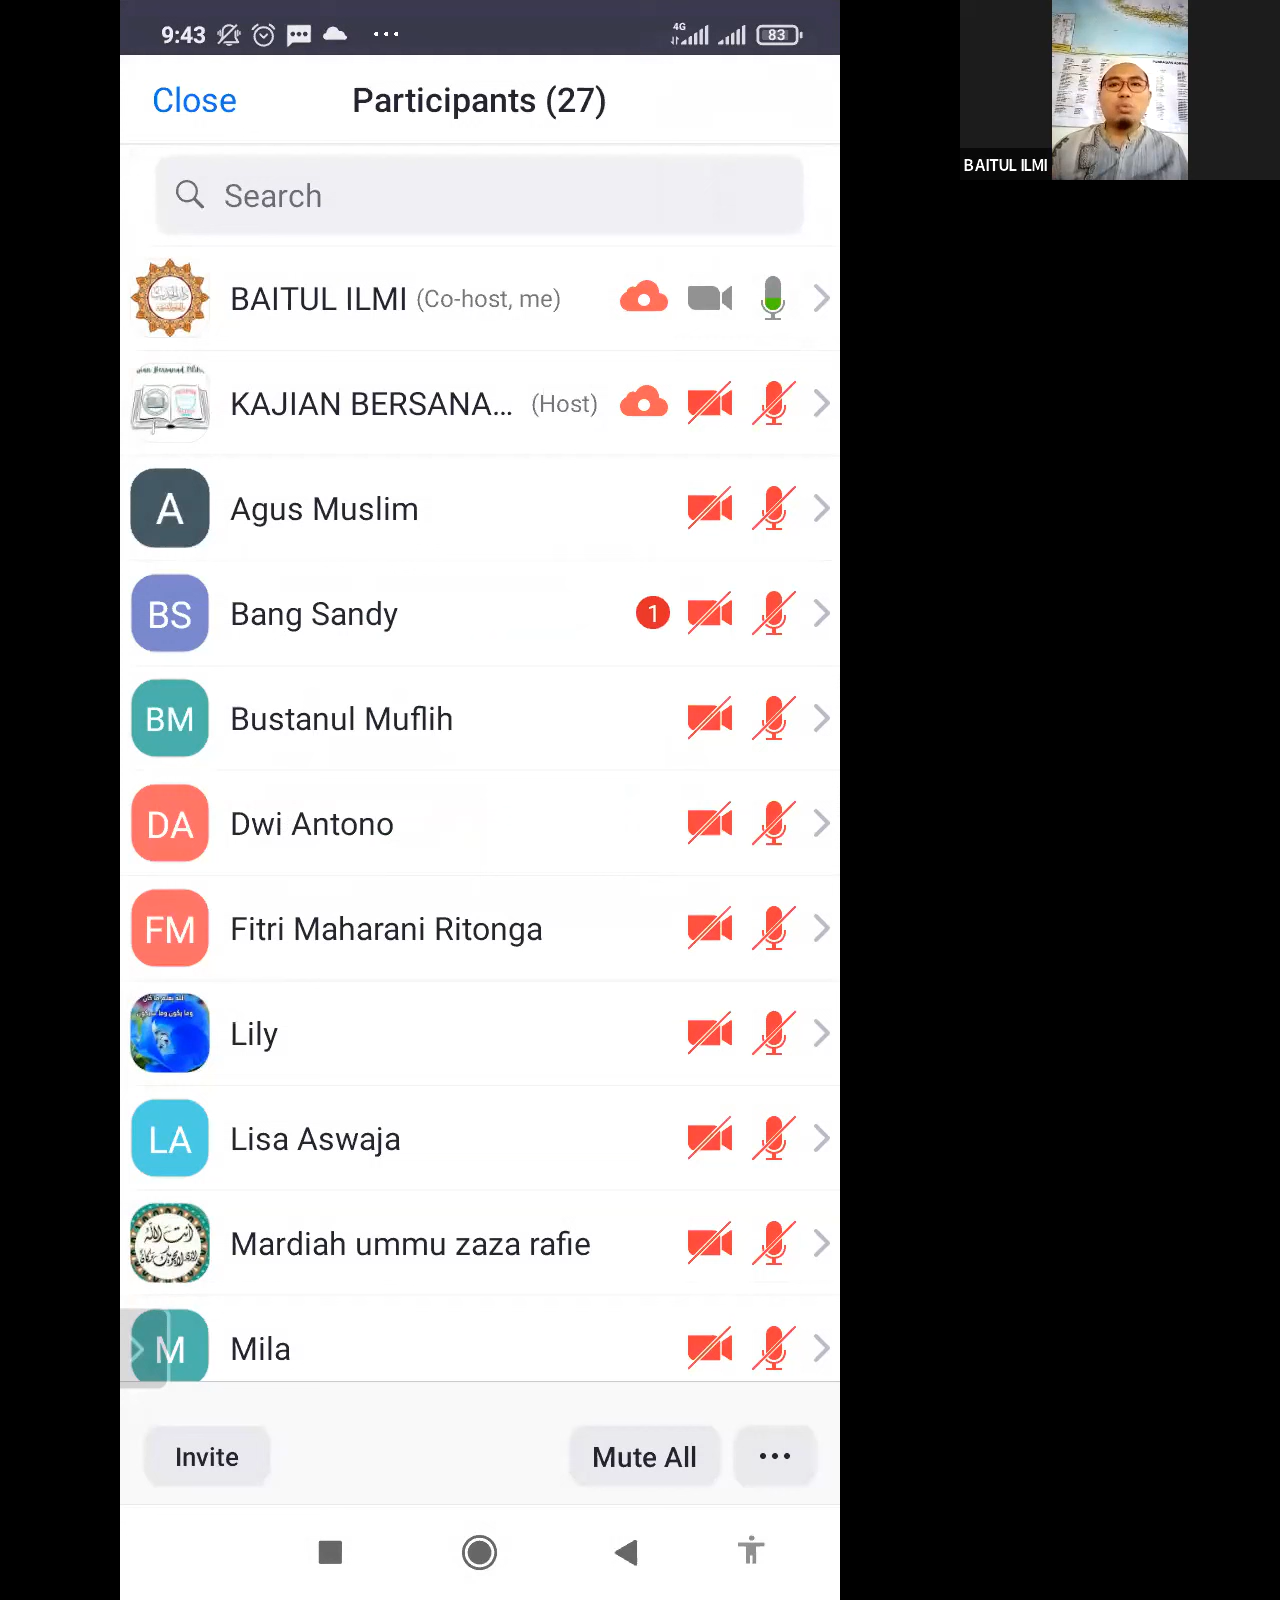 9:43
4G
83
Close
Participants (27)
Search
BAITUL ILMI (Co-host, me)
KAJIAN BERSANA... (Host)
A
Agus Muslim
BS
Bang Sandy
1
BM
Bustanul Muflih
DA
Dwi Antono
FM
Fitri Maharani Ritonga
Lily
LA
Lisa Aswaja
Mardiah ummu zaza rafie
M
Mila
Invite
Mute All
BAITUL ILMI